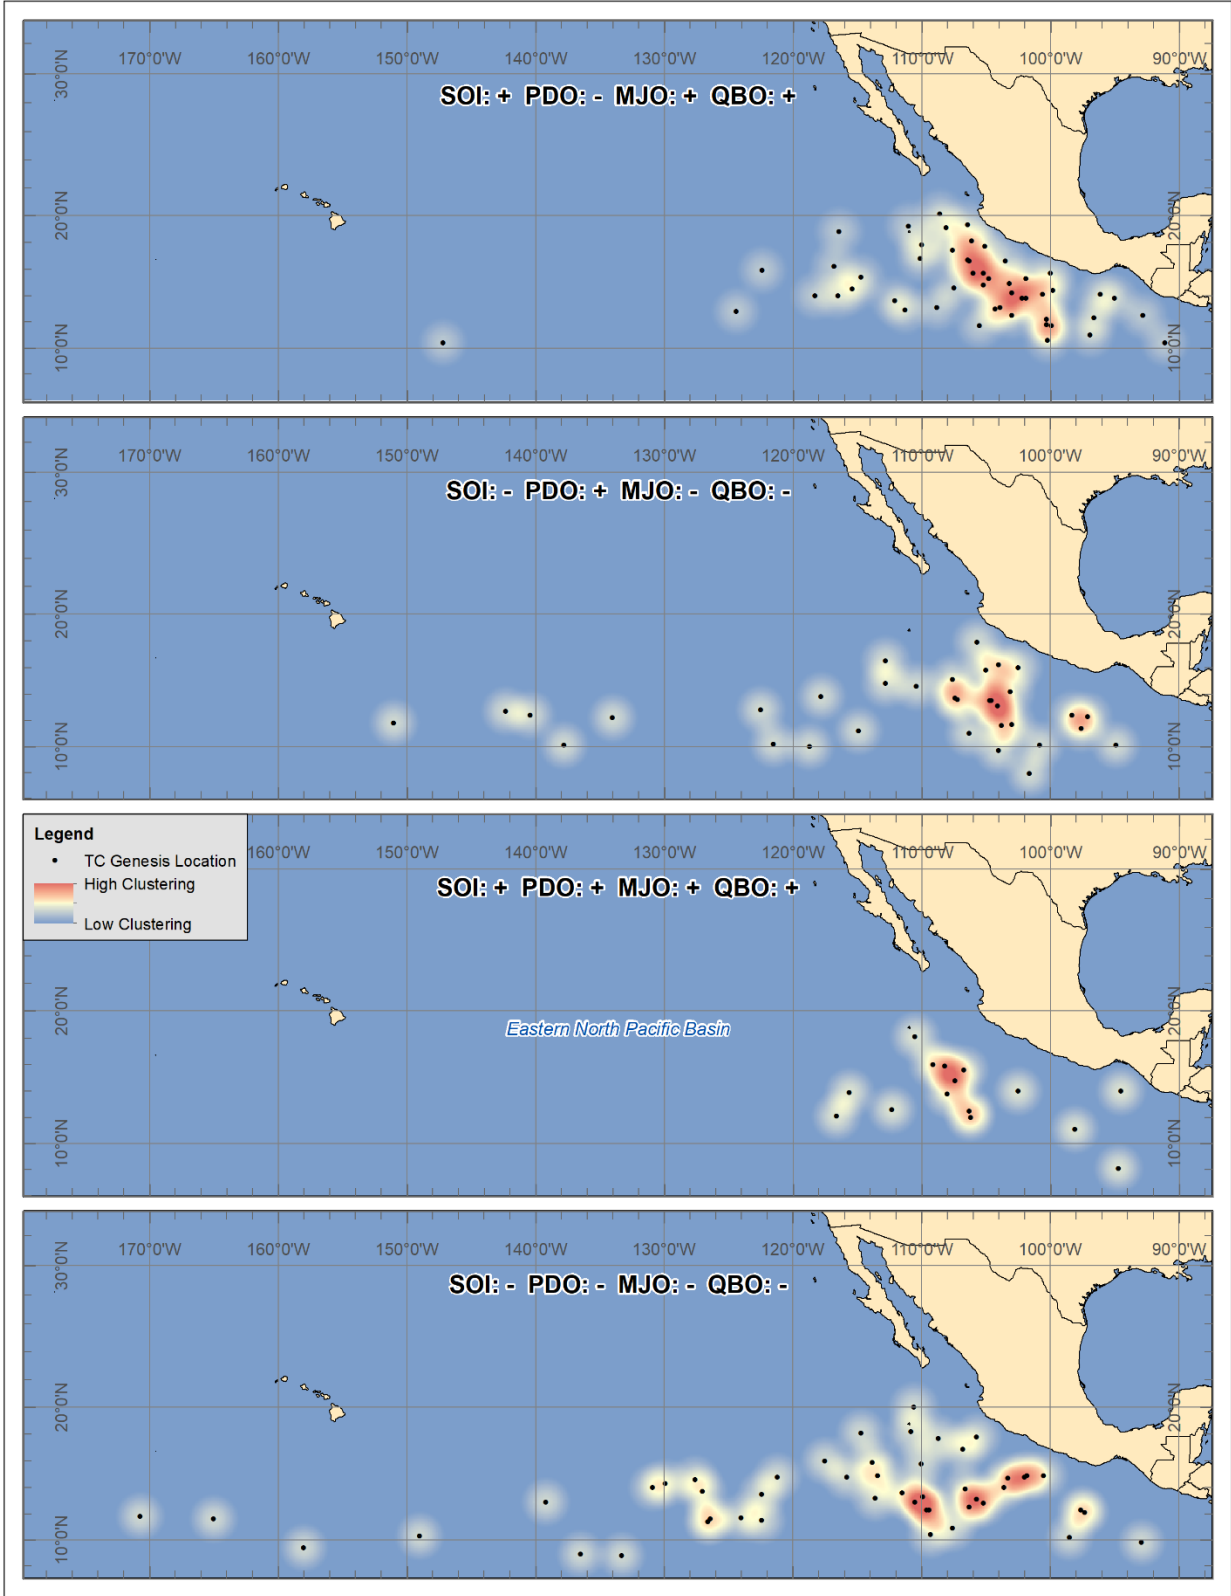 170°0'W 160°0'W 150°0'W 140°0'W 130°0'W 120°0'W 110°0'W 100°0'W 90°0'W
30°0'N 
SOI: + PDO: - MJO: + QBO: +
20°0'N 20°0'N
10°0'N 10°0'N
170°0'W 160°0'W 150°0'W 140°0'W 130°0'W 120°0'W 110°0'W 100°0'W 90°0'W
30°0'N
SOI: - PDO: + MJO: - QBO: -
20°0'N 20°0'N
10°0'N 10°0'N
Legend
TC Genesis Location
High Clustering
Low Clustering
160°0'W 150°0'W 140°0'W 130°0'W 120°0'W 110°0'W 100°0'W 90°0'W
SOI: + PDO: + MJO: + QBO: +
20°0'N 20°0'N
Eastern North Pacific Basin
10°0'N 10°0'N
170°0'W 160°0'W 150°0'W 140°0'W 130°0'W 120°0'W 110°0'W 100°0'W 90°0'W
30°0'N
SOI: - PDO: - MJO: - QBO: -
20°0'N 20°0'N
10°0'N 10°0'N